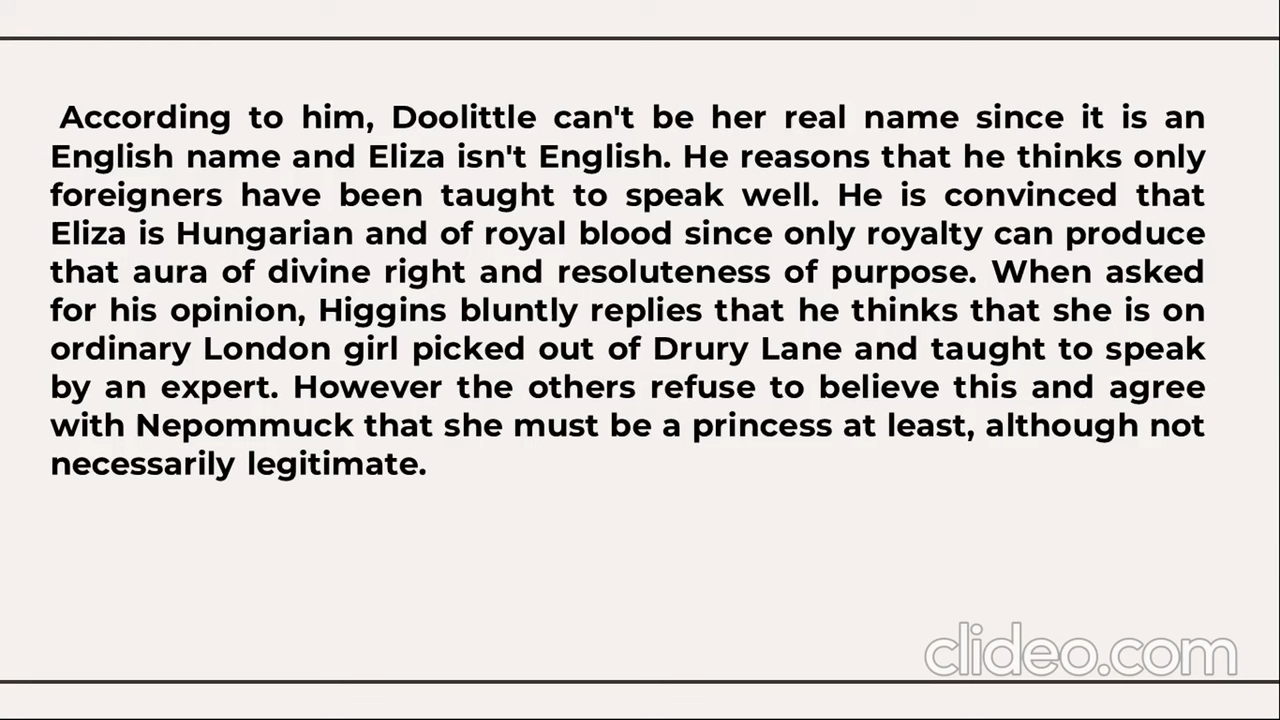 According to him, Doolittle can't be her real name since it is an
English name and Eliza isn't English. He reasons that he thinks only
foreigners have been taught to speak well. He is convinced that
Eliza is Hungarian and of royal blood since only royalty can produce
that aura of divine right and resoluteness of purpose. When asked
for his opinion, Higgins bluntly replies that he thinks that she is on
ordinary London girl picked out of Drury Lane and taught to speak
by an expert. However the others refuse to believe this and agree
with Nepommuck that she must be a princess at least, although not
necessarily legitimate.
clideo.com